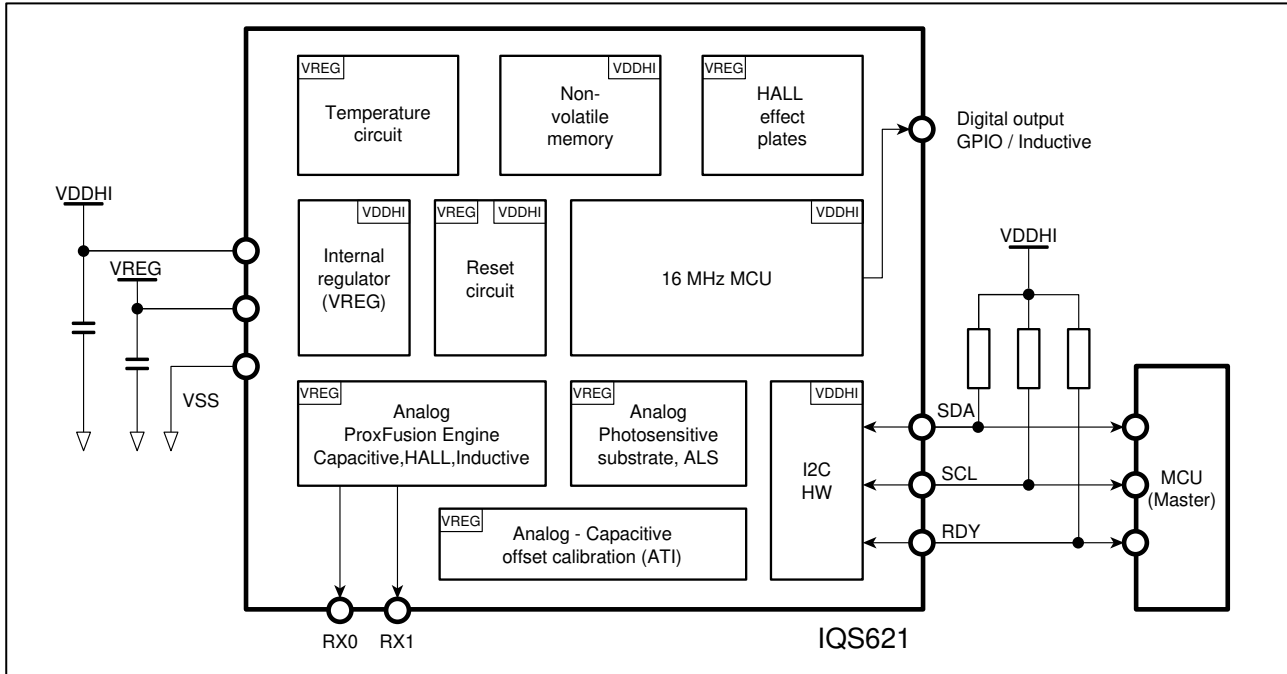 VREG
Temperature
circuit
VDDHI
Non-
volatile
memory
VREG
HALL
effect
plates
Digital output
GPIO / Inductive
VDDHI
VREG
VSS
VDDHI
Internal
regulator
(VREG)
VREG
VDDHI
Reset
circuit
VDDHI
16 MHz MCU
VDDHI
VREG
Analog
ProxFusion Engine
Capacitive,HALL,Inductive
VREG
Analog
Photosensitive
substrate, ALS
VDDHI
I2C
HW
SDA
SCL
RDY
MCU
(Master)
VREG
Analog - Capacitive
offset calibration (ATI)
RX0
RX1
IQS621